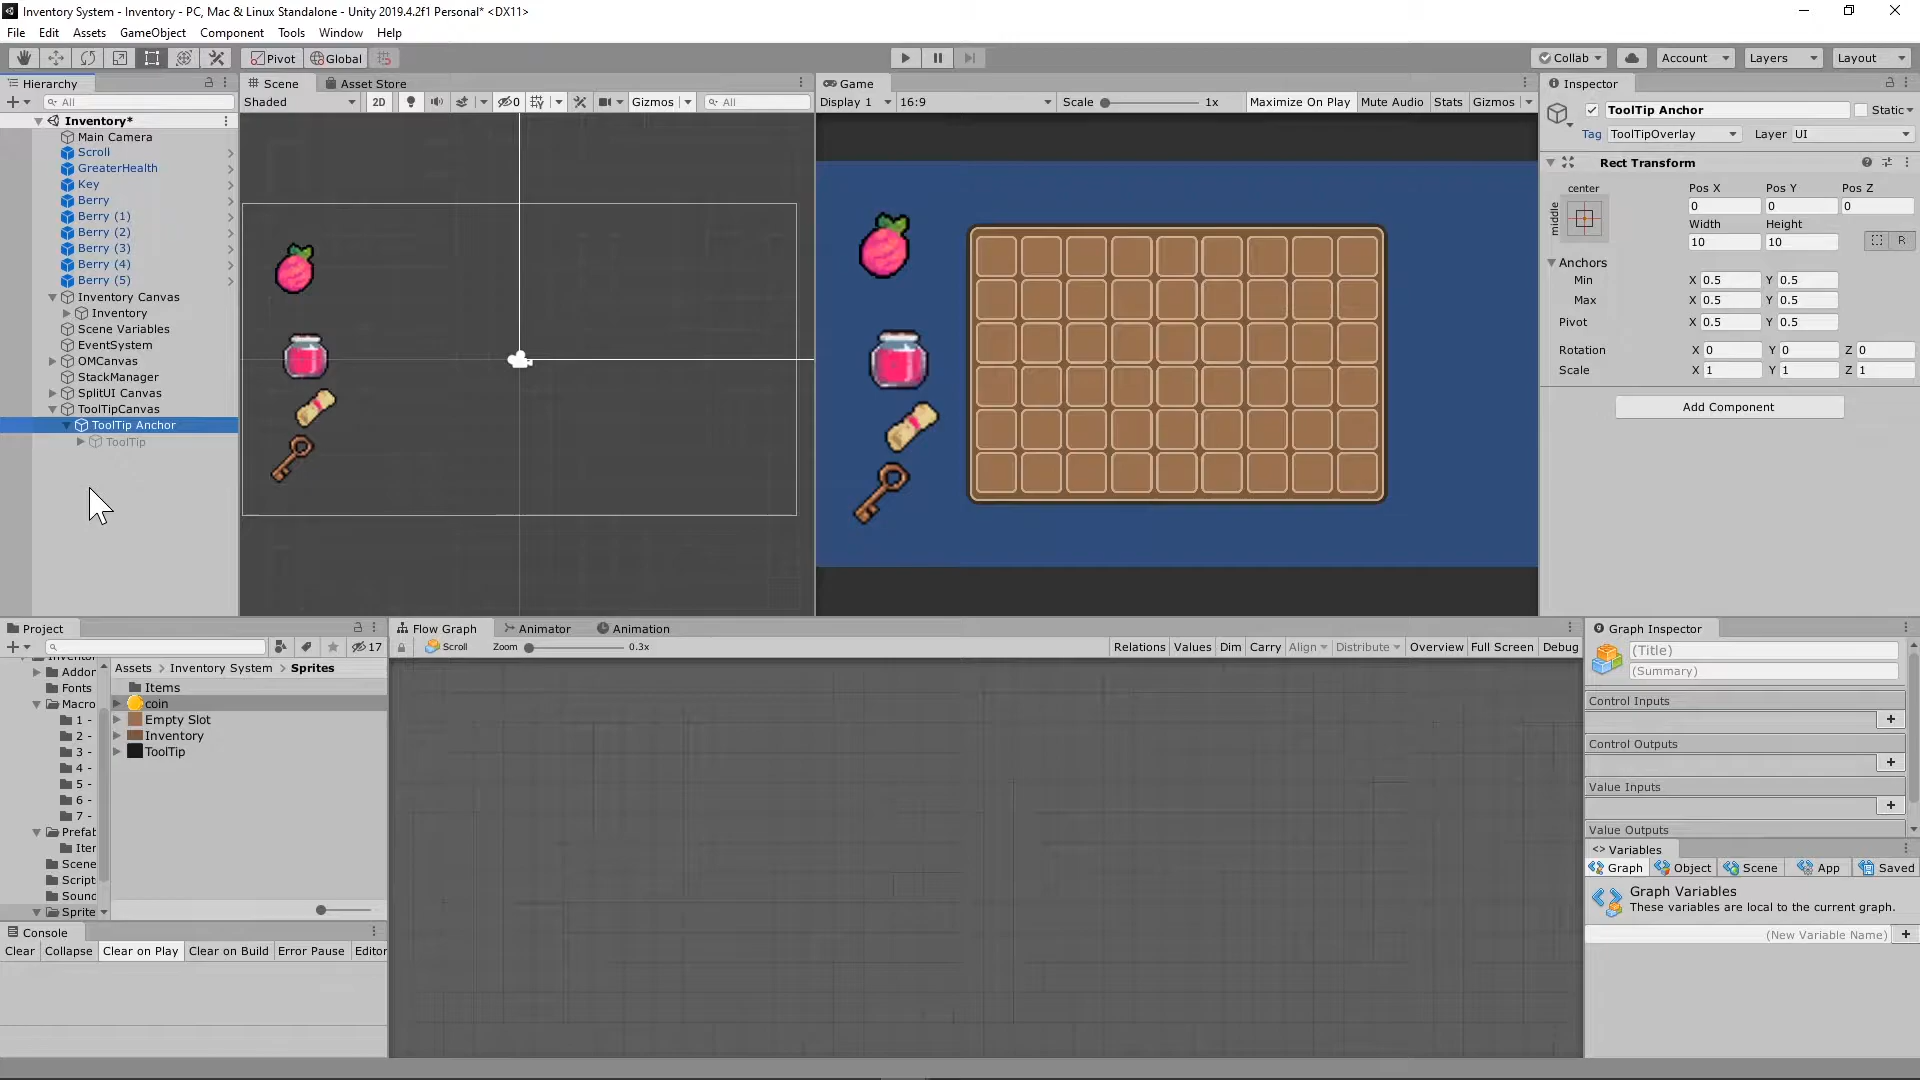 Inventory System - Inventory - PC, Mac & Linux Standalone - Unity 2019.4.2f1 Personal* <DX11>
File Edit Assets GameObject Component Tools Window Help
Pivot Global Collab Account Layers Layout
Hierarchy
All
Inventory*
Main Camera
Scroll
GreaterHealth
Key
Berry
Berry (1)
Berry (2)
Berry (3)
Berry (4)
Berry (5)
Inventory Canvas
Inventory
Scene Variables
EventSystem
OMCanvas
StackManager
SplitUI Canvas
ToolTipCanvas
ToolTip Anchor
ToolTip
Scene Asset Store
Shaded 2D 0 Gizmos All
Game
Display 1 16:9 Scale 1x Maximize On Play Mute Audio Stats Gizmos
Inspector
ToolTip Anchor Static
Tag ToolTipOverlay Layer UI
Rect Transform
center Pos X Pos Y Pos Z
middle 0 0 0
Width Height
10 10 R
Anchors
Min X 0.5 Y 0.5
Max X 0.5 Y 0.5
Pivot X 0.5 Y 0.5
Rotation X 0 Y 0 Z 0
Scale X 1 Y 1 Z 1
Add Component
Project
17
Addor
Fonts
Macro
1 -
2 -
3 -
4 -
5 -
6 -
7 -
Prefab
Iter
Scene
Script
Sound
Sprite
Assets > Inventory System > Sprites
Items
coin
Empty Slot
Inventory
ToolTip
Console
Clear Collapse Clear on Play Clear on Build Error Pause Editor
Flow Graph Animator Animation
Scroll Zoom 0.3x Relations Values Dim Carry Align Distribute Overview Full Screen Debug
Graph Inspector
(Title)
(Summary)
Control Inputs
Control Outputs
Value Inputs
Value Outputs
<> Variables
Graph Object Scene App Saved
Graph Variables
These variables are local to the current graph.
(New Variable Name)